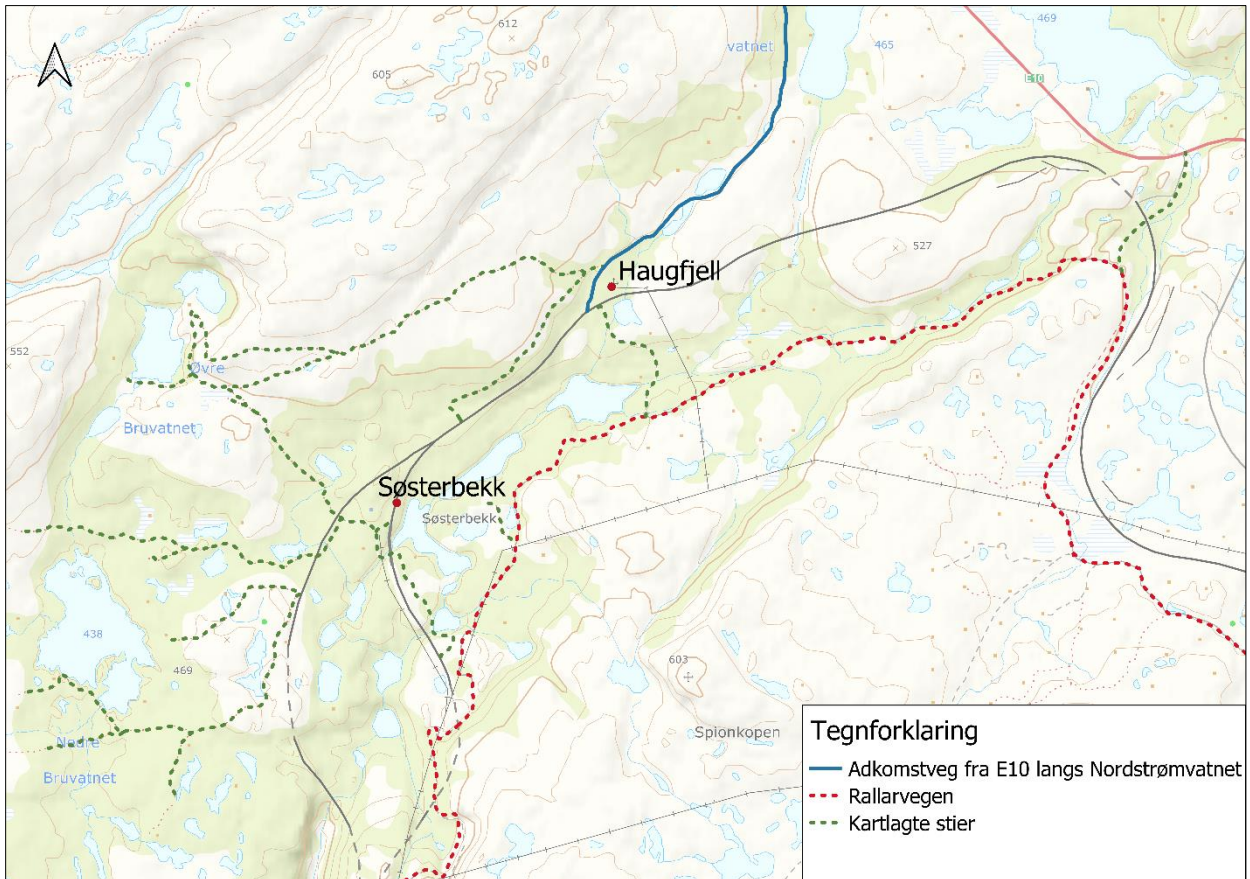 612
469
vatnet
465
605
E10
527
Haugfjell
552
Øvre
Bruvatnet
Søsterbekk
Søsterbekk
438
469
603
Spionkopen
Nedre
Bruvatnet
Tegnforklaring
Adkomstveg fra E10 langs Nordstrømvatnet
Rallarvegen
Kartlagte stier